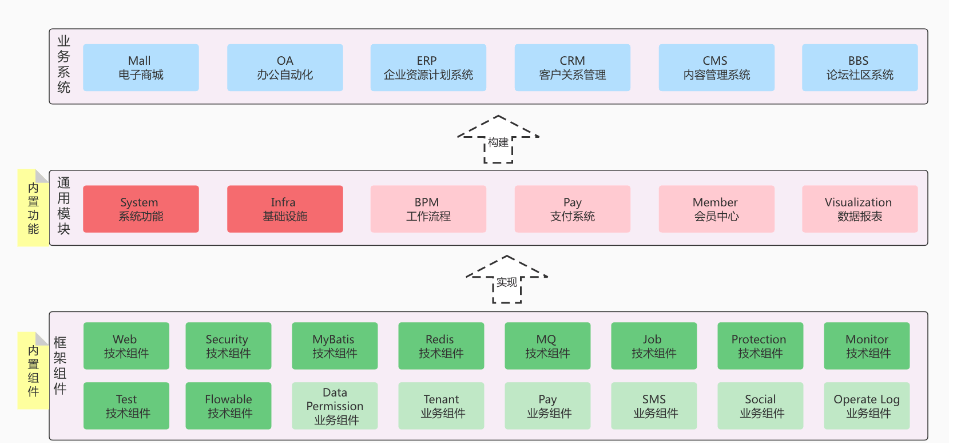 业务系统
Mall
电子商城
OA
办公自动化
ERP
企业资源计划系统
CRM
客户关系管理
CMS
内容管理系统
BBS
论坛社区系统
构建
内置功能
通用模块
System
系统功能
Infra
基础设施
BPM
工作流程
Pay
支付系统
Member
会员中心
Visualization
数据报表
实现
内置组件
框架组件
Web
技术组件
Security
技术组件
MyBatis
技术组件
Redis
技术组件
MQ
技术组件
Job
技术组件
Protection
技术组件
Monitor
技术组件
Test
技术组件
Flowable
技术组件
Data
Permission
业务组件
Tenant
业务组件
Pay
业务组件
SMS
业务组件
Social
业务组件
Operate Log
业务组件